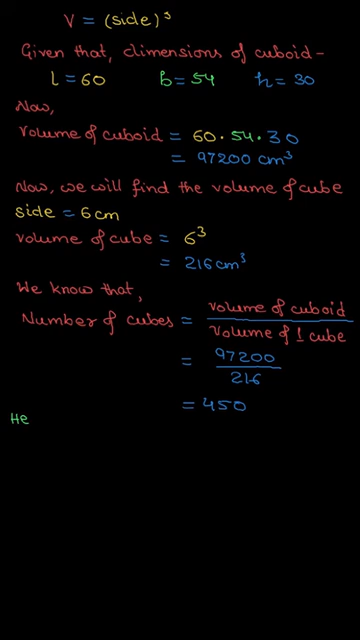 V = (side)³
Given that, dimensions of cuboid -
l = 60 b = 54 h = 30
Now,
volume of cuboid = 60 · 54 · 30
= 97200 cm³
Now, we will find the volume of cube
side = 6cm
volume of cube = 6³
= 216 cm³
We know that,
Number of cubes = volume of cuboid / volume of 1 cube
= 97200 / 216
= 450
He